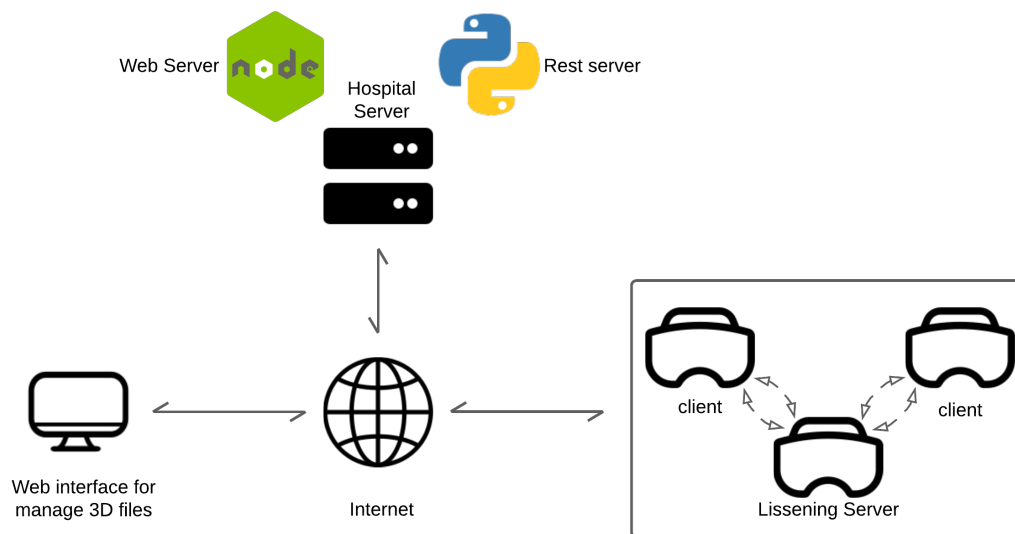 Web Server
node
Rest server
Hospital
Server
client
client
Web interface for
manage 3D files
Internet
Lissening Server